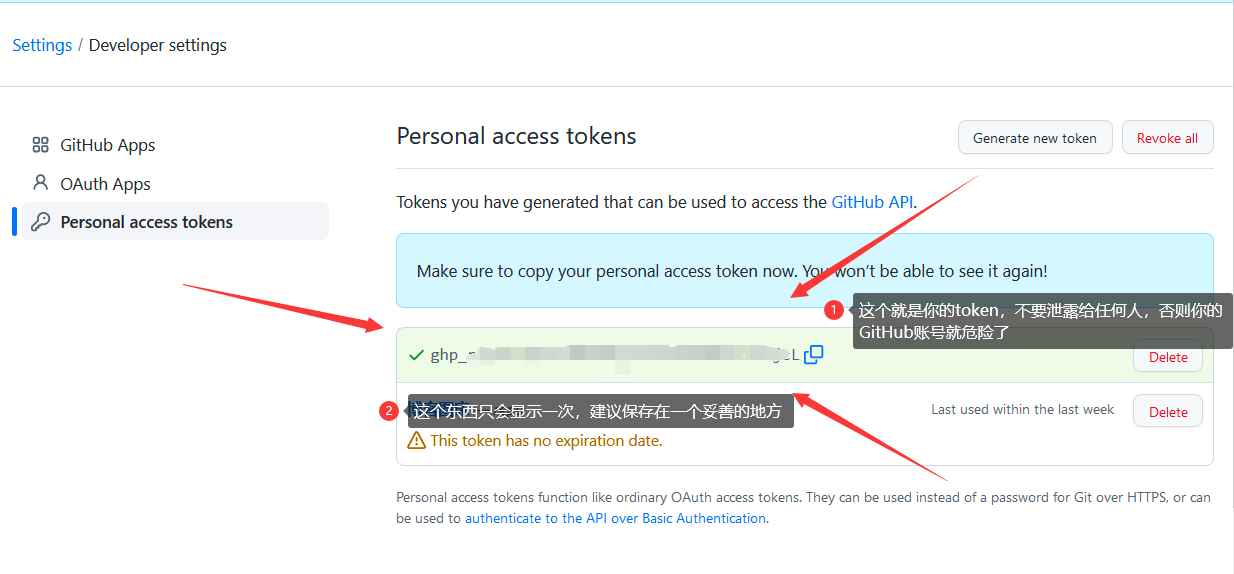 Settings / Developer settings
GitHub Apps
OAuth Apps
Personal access tokens
Personal access tokens
Generate new token
Revoke all
Tokens you have generated that can be used to access the GitHub API.
Make sure to copy your personal access token now. You won't be able to see it again!
1
这个就是你的token，不要泄露给任何人，否则你的
GitHub账号就危险了
ghp_
Delete
2
这个东西只会显示一次，建议保存在一个妥善的地方
Last used within the last week
Delete
This token has no expiration date.
Personal access tokens function like ordinary OAuth access tokens. They can be used instead of a password for Git over HTTPS, or can
be used to authenticate to the API over Basic Authentication.